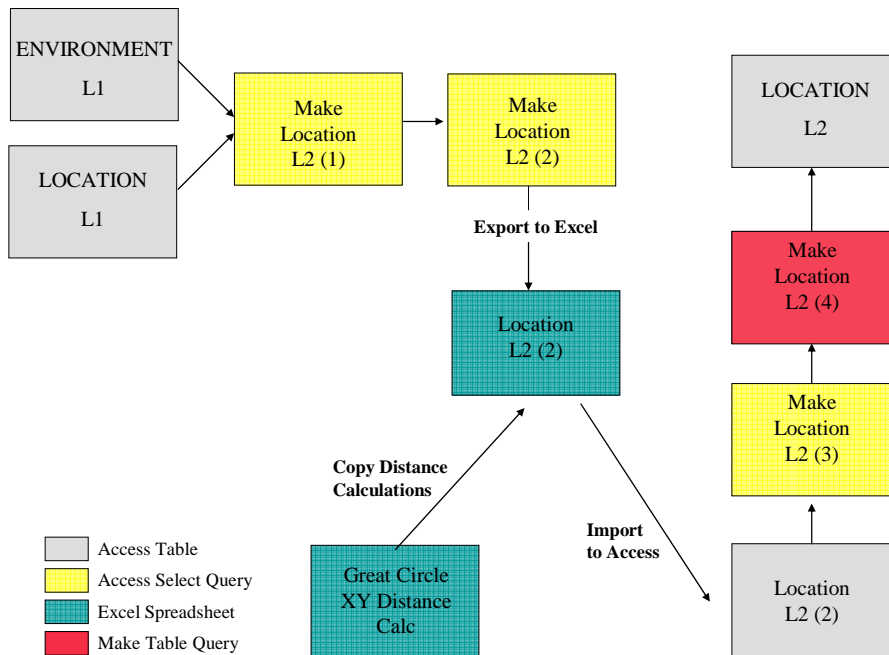 ENVIRONMENT
L1
LOCATION
L1
Make
Location
L2 (1)
Make
Location
L2 (2)
Export to Excel
Location
L2 (2)
Copy Distance
Calculations
Great Circle
XY Distance
Calc
Import
to Access
Location
L2 (2)
Make
Location
L2 (3)
Make
Location
L2 (4)
LOCATION
L2
Access Table
Access Select Query
Excel Spreadsheet
Make Table Query